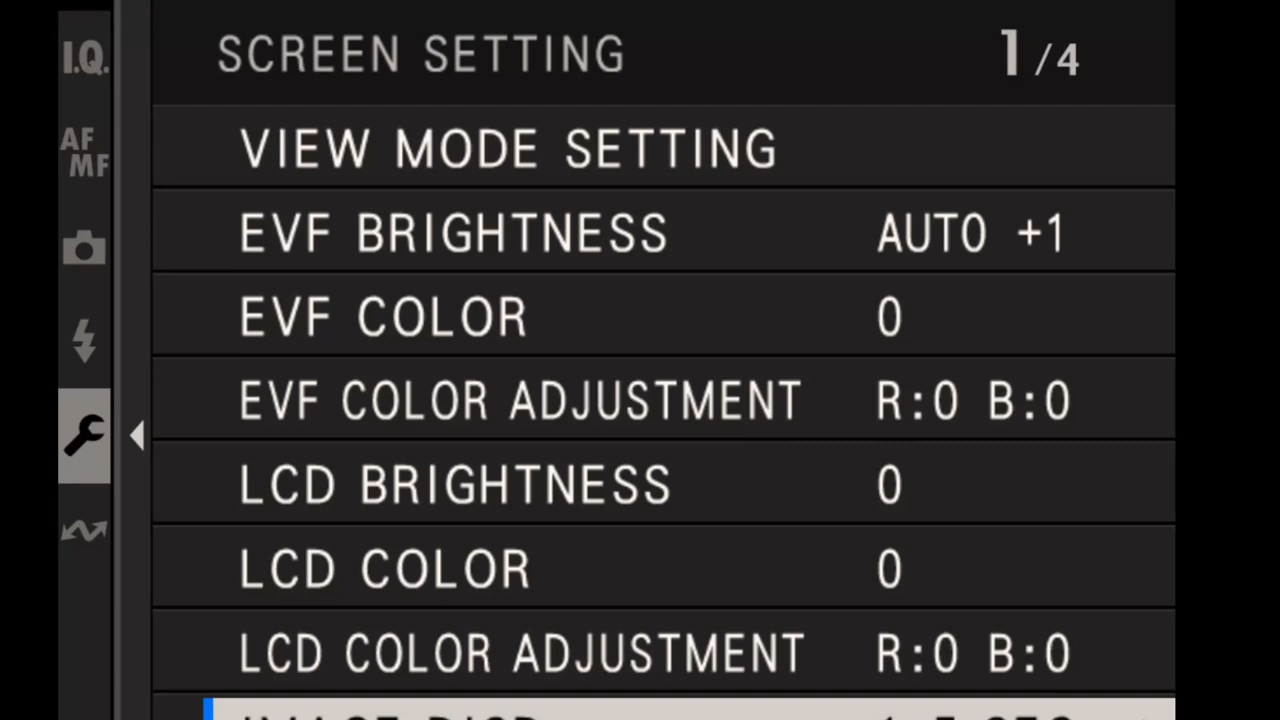 I.Q.
SCREEN SETTING 1/4
VIEW MODE SETTING
AF
MF
EVF BRIGHTNESS AUTO +1
EVF COLOR 0
EVF COLOR ADJUSTMENT R:0 B:0
LCD BRIGHTNESS 0
LCD COLOR 0
LCD COLOR ADJUSTMENT R:0 B:0